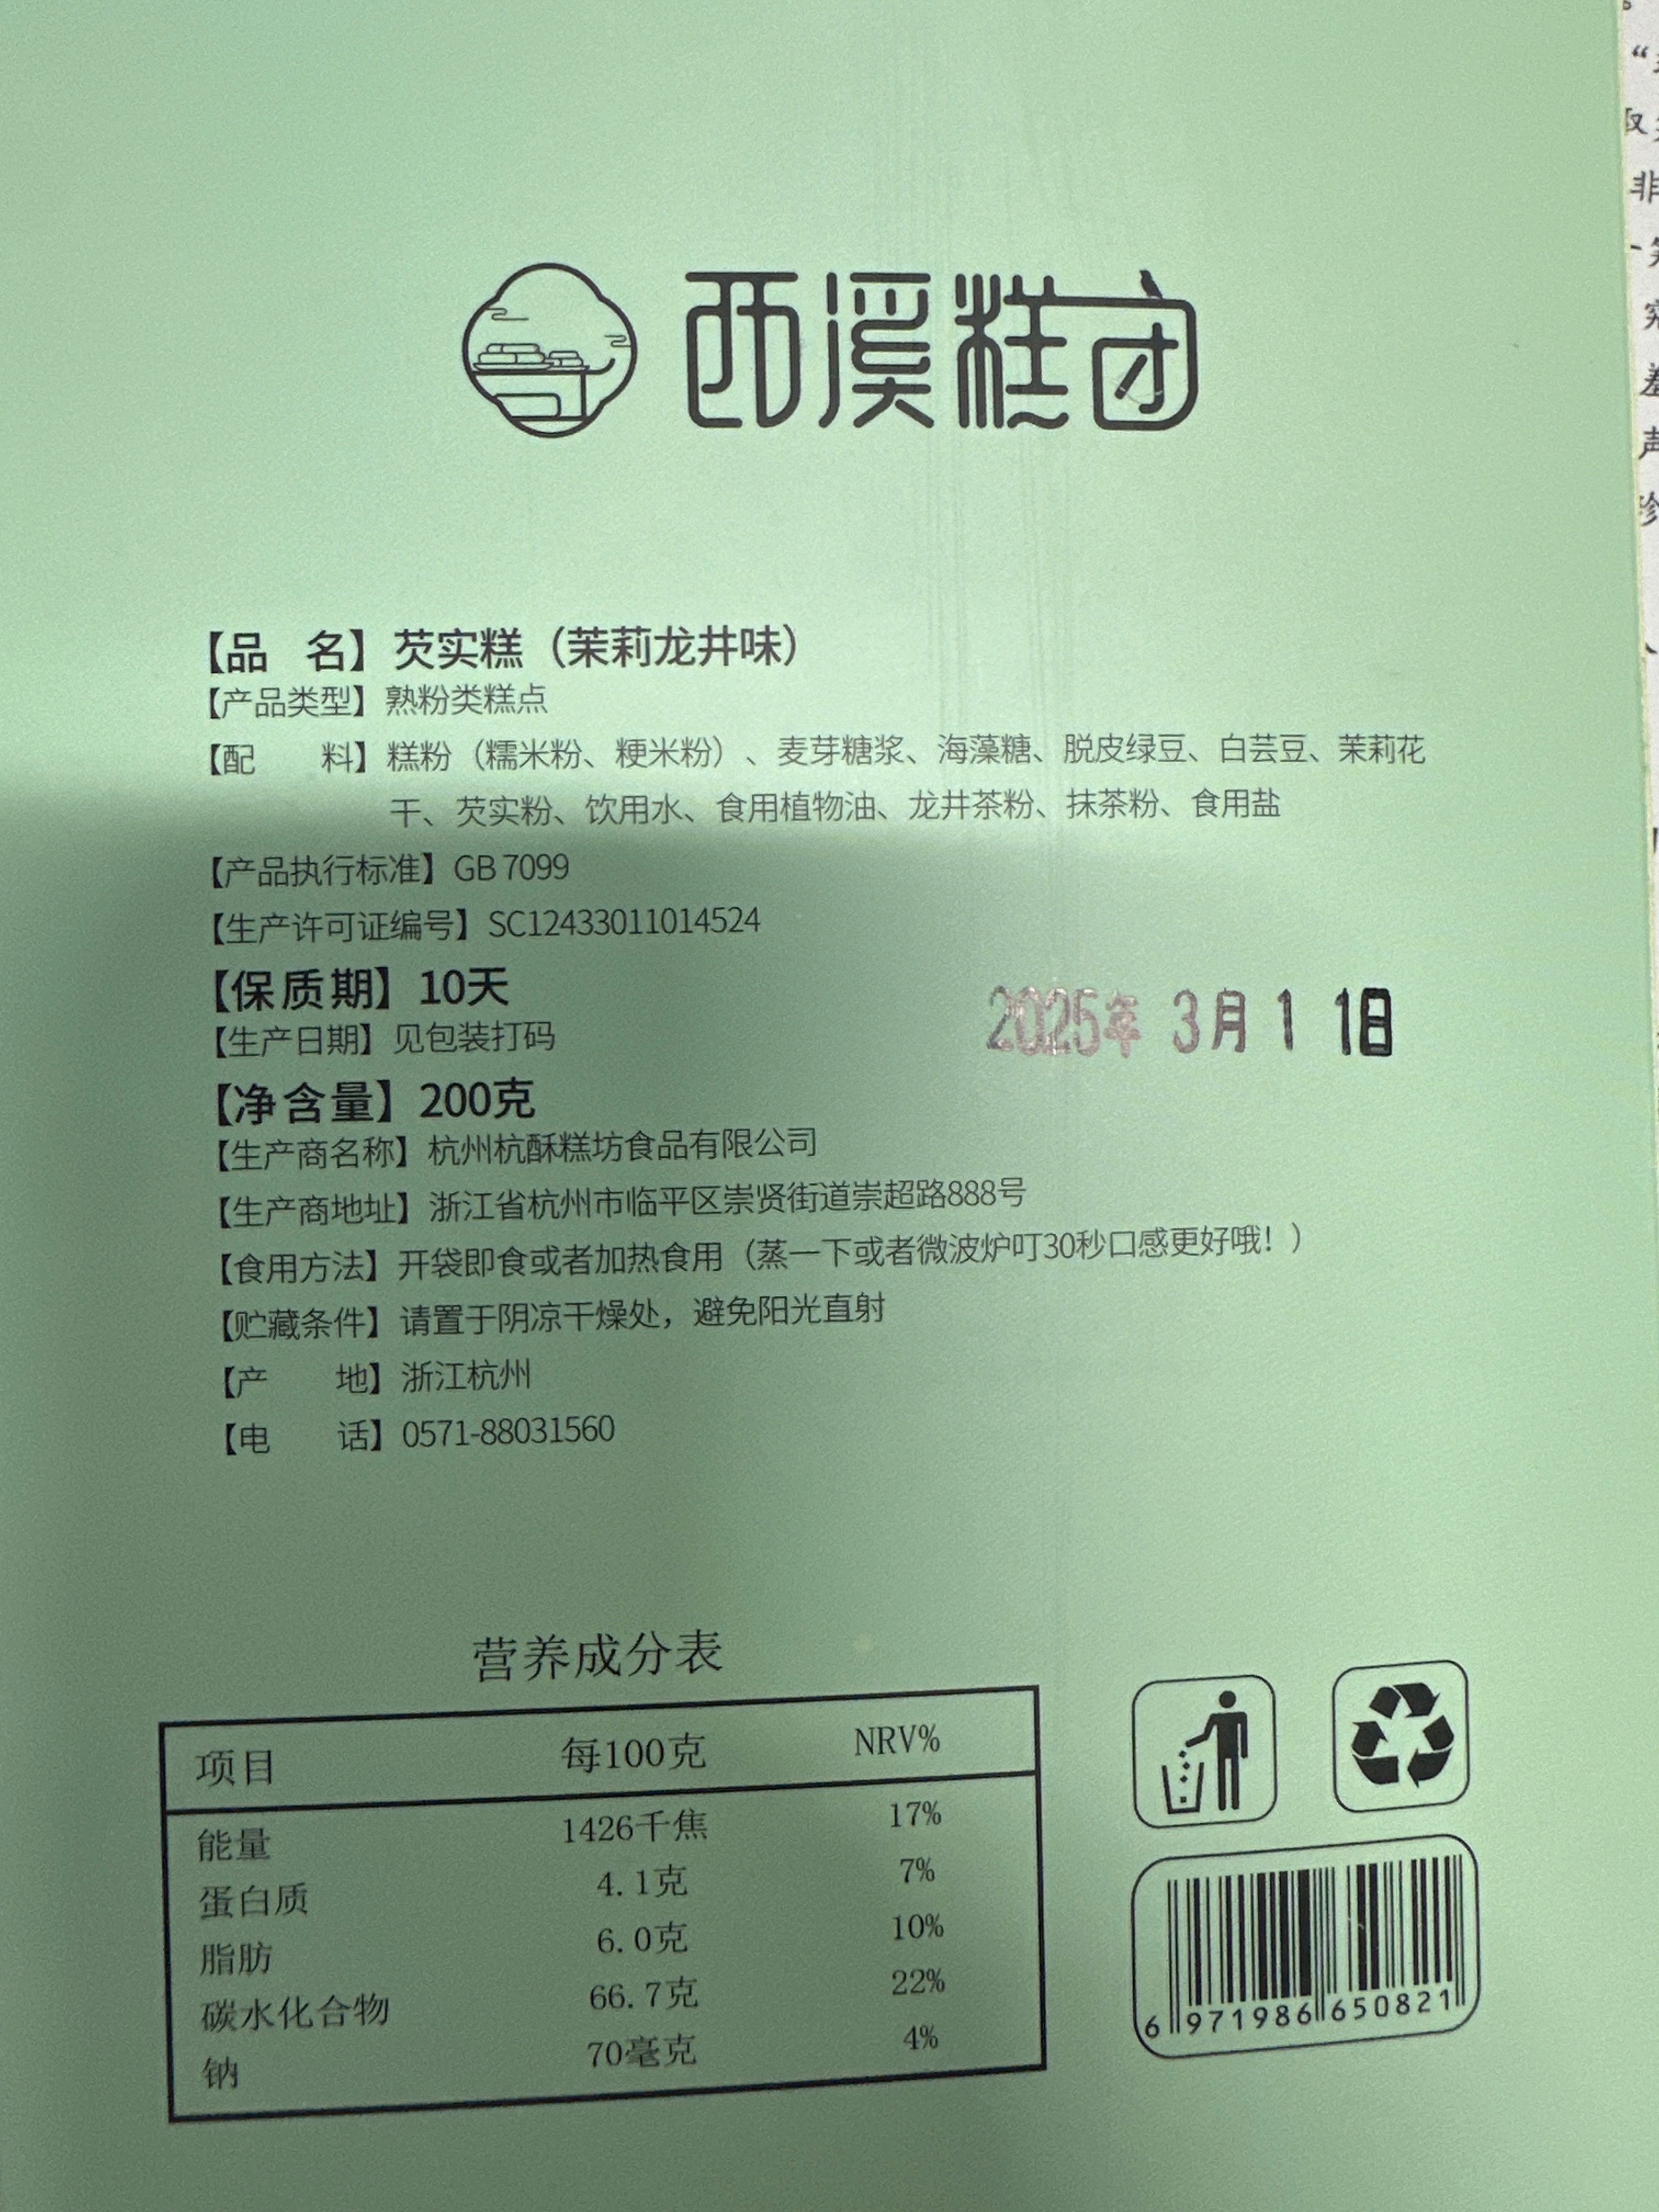 西溪糕团
【品 名】芡实糕（茉莉龙井味）
【产品类型】熟粉类糕点
【配 料】糕粉（糯米粉、粳米粉）、麦芽糖浆、海藻糖、脱皮绿豆、白芸豆、茉莉花
干、芡实粉、饮用水、食用植物油、龙井茶粉、抹茶粉、食用盐
【产品执行标准】GB 7099
【生产许可证编号】SC12433011014524
【保质期】10天
2025年 3月 1 1日
【生产日期】见包装打码
【净含量】200克
【生产商名称】杭州杭酥糕坊食品有限公司
【生产商地址】浙江省杭州市临平区崇贤街道崇超路888号
【食用方法】开袋即食或者加热食用（蒸一下或者微波炉叮30秒口感更好哦！）
【贮藏条件】请置于阴凉干燥处，避免阳光直射
【产 地】浙江杭州
【电 话】0571-88031560
营养成分表
项目 每100克 NRV%
能量 1426千焦 17%
蛋白质 4.1克 7%
脂肪 6.0克 10%
碳水化合物 66.7克 22%
钠 70毫克 4%
6 971986 650821